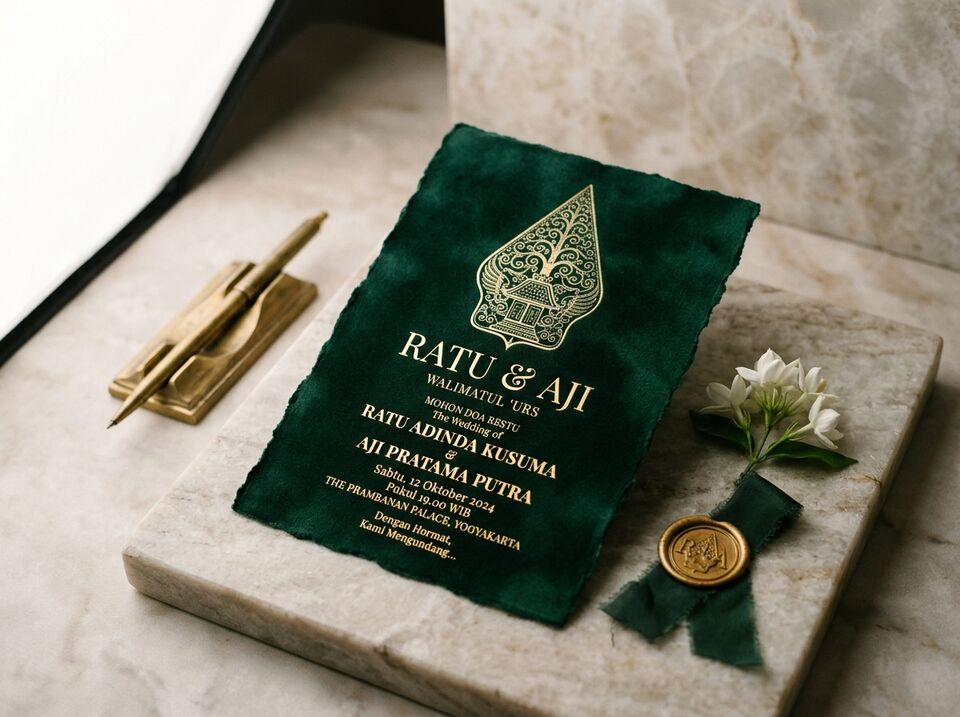 RATU & AJI
WALIMATUL 'URS
MOHON DOA RESTU
The Wedding of
RATU ADINDA KUSUMA
&
AJI PRATAMA PUTRA
Sabtu, 12 Oktober 2024
Pukul 19.00 WIB
THE PRAMBANAN PALACE, YOGYAKARTA
Dengan Hormat,
Kami Mengundang...